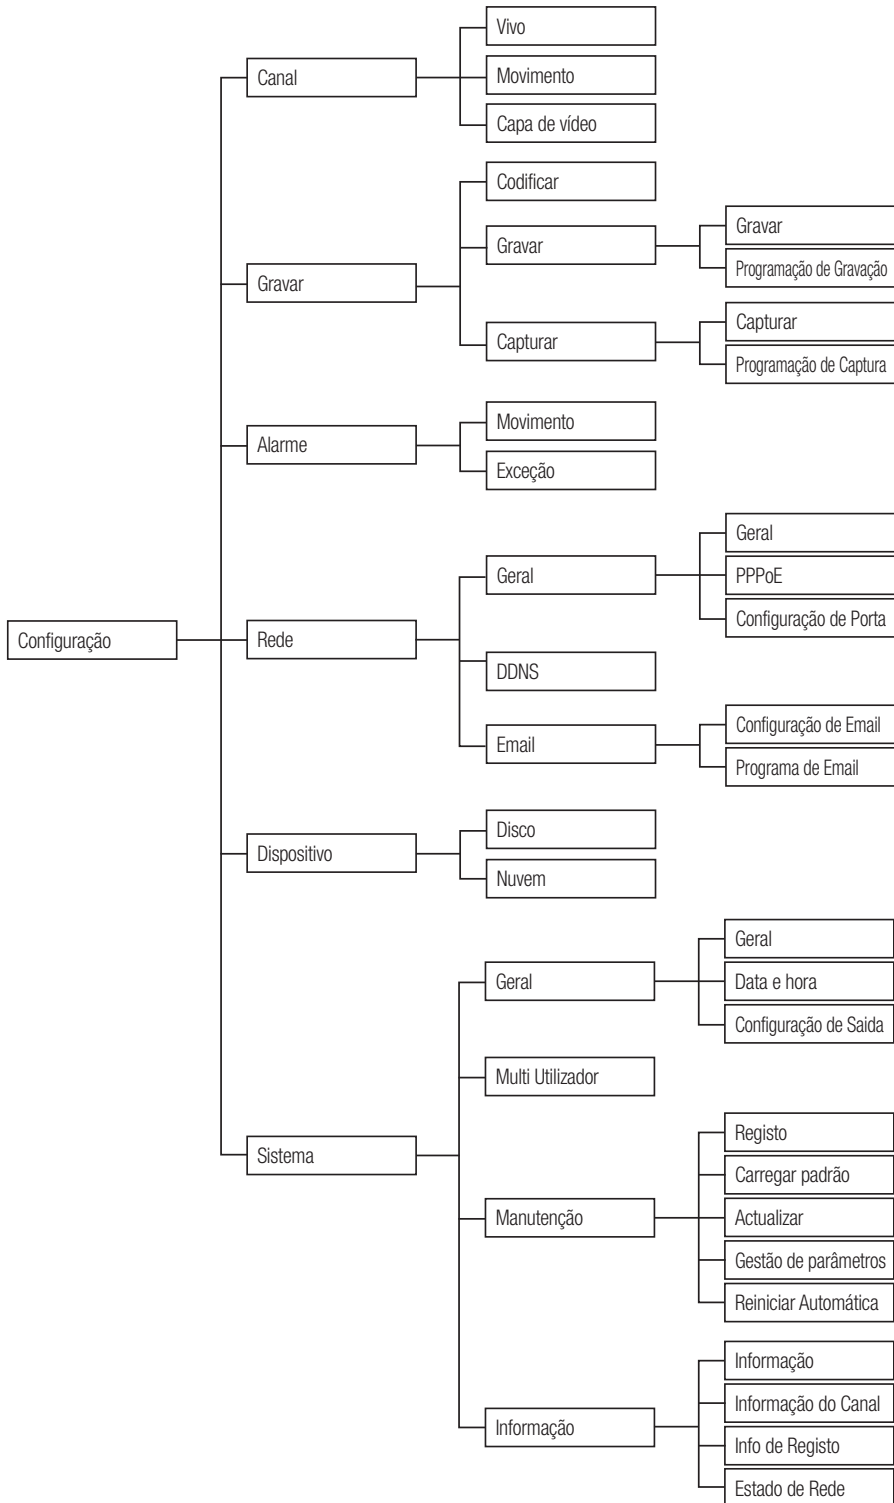 Configuração
Canal
Vivo
Movimento
Capa de vídeo
Gravar
Codificar
Gravar
Gravar
Programação de Gravação
Capturar
Capturar
Programação de Captura
Alarme
Movimento
Exceção
Rede
Geral
Geral
PPPoE
Configuração de Porta
DDNS
Email
Configuração de Email
Programa de Email
Dispositivo
Disco
Nuvem
Sistema
Geral
Geral
Data e hora
Configuração de Saida
Multi Utilizador
Manutenção
Registo
Carregar padrão
Actualizar
Gestão de parâmetros
Reiniciar Automática
Informação
Informação
Informação do Canal
Info de Registo
Estado de Rede